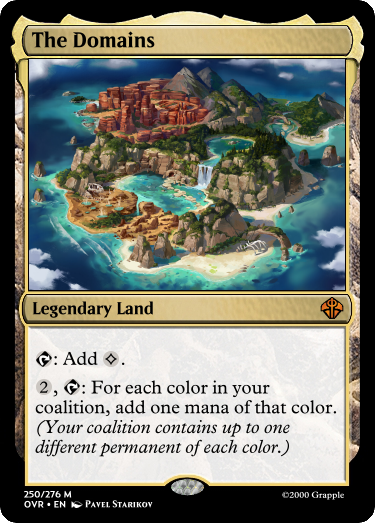 The Domains
Legendary Land
: Add .
2, : For each color in your
coalition, add one mana of that color.
(Your coalition contains up to one
different permanent of each color.)
250/276 M
OVR • EN Pavel Starikov
©2000 Grapple